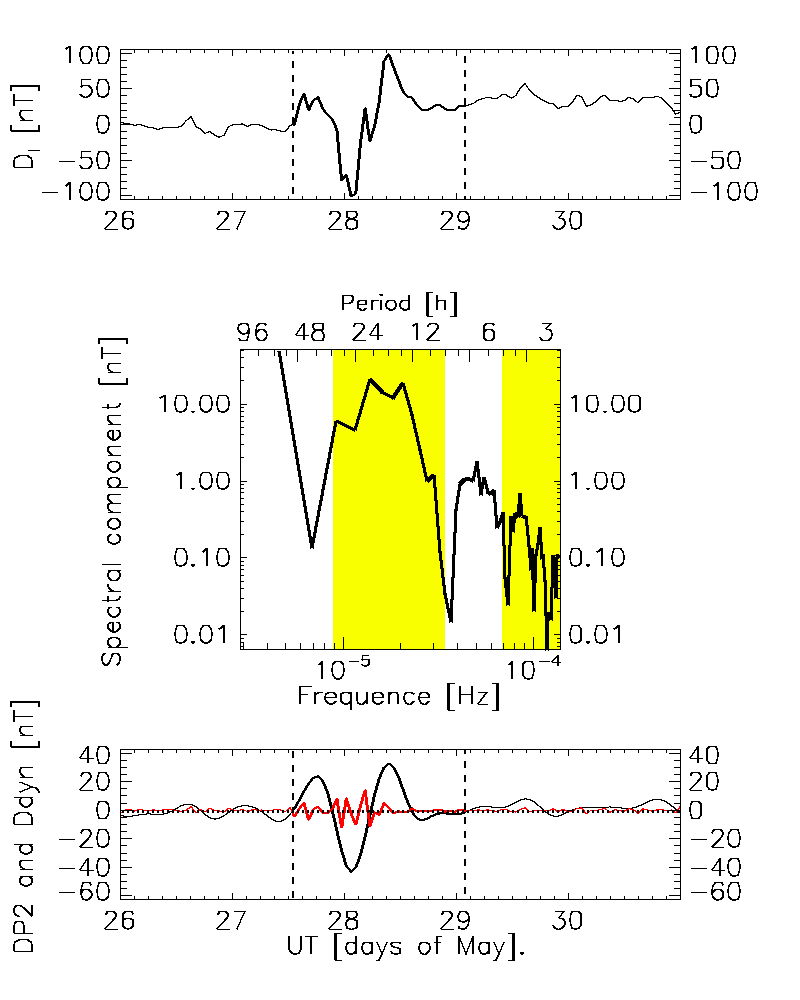 D_I [nT]
100 100
50 50
0 0
−50 −50
−100 −100
26 27 28 29 30
Period [h]
96 48 24 12 6 3
Spectral component [nT]
10.00 10.00
1.00 1.00
0.10 0.10
0.01 0.01
10^−5 10^−4
Frequence [Hz]
DP2 and Ddyn [nT]
40 40
20 20
0 0
−20 −20
−40 −40
−60 −60
26 27 28 29 30
UT [days of May].